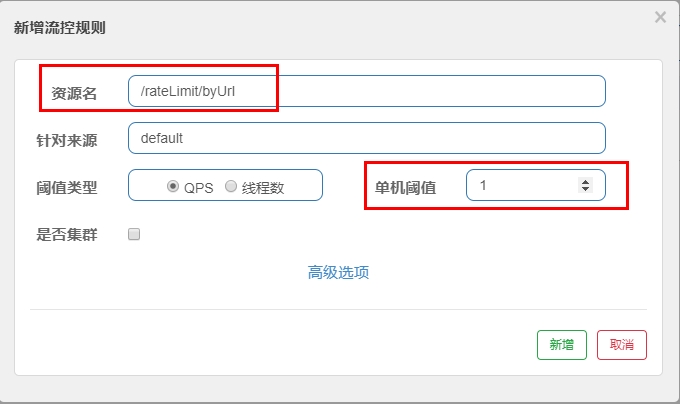 新增流控规则
×
资源名 /rateLimit/byUrl
针对来源 default
阈值类型 QPS 线程数 单机阈值 1
是否集群
高级选项
新增 取消